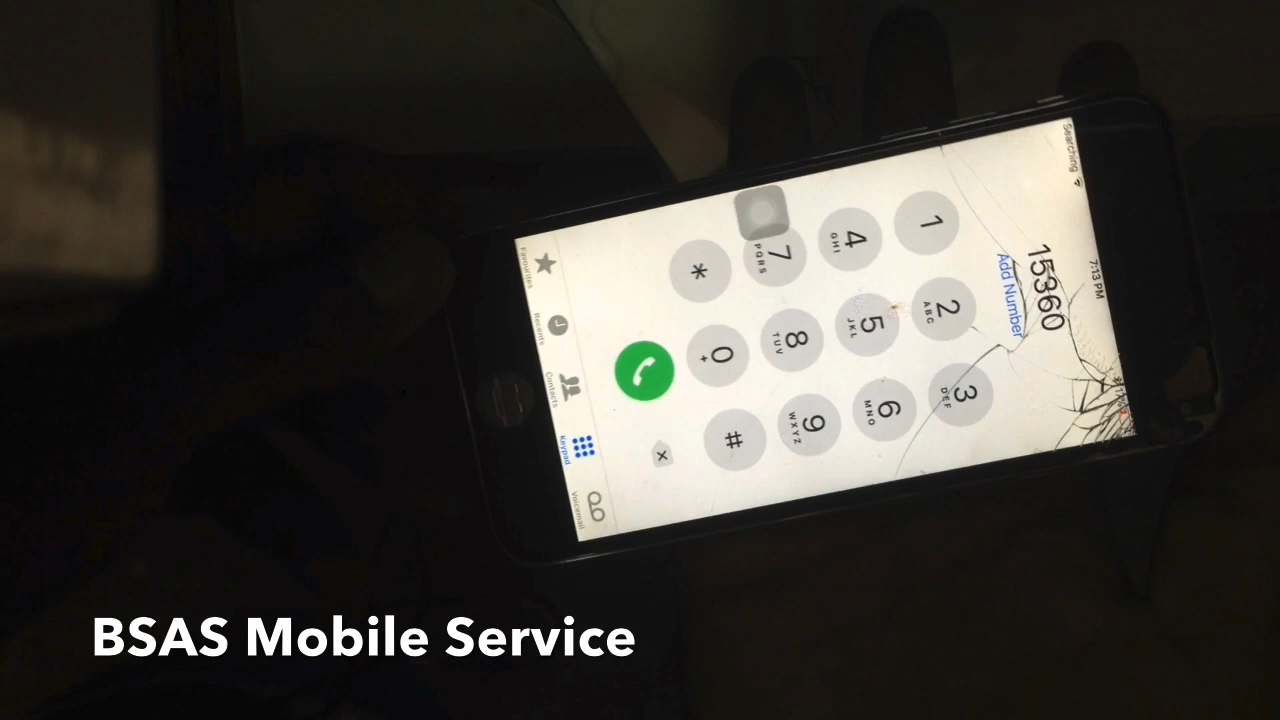 Searching
7:13 PM
15360
Add Number
1
2
ABC
3
DEF
4
GHI
5
JKL
6
MNO
7
PQRS
8
TUV
9
WXYZ
*
0
+
#
Favourites
Recents
Contacts
Keypad
Voicemail
BSAS Mobile Service